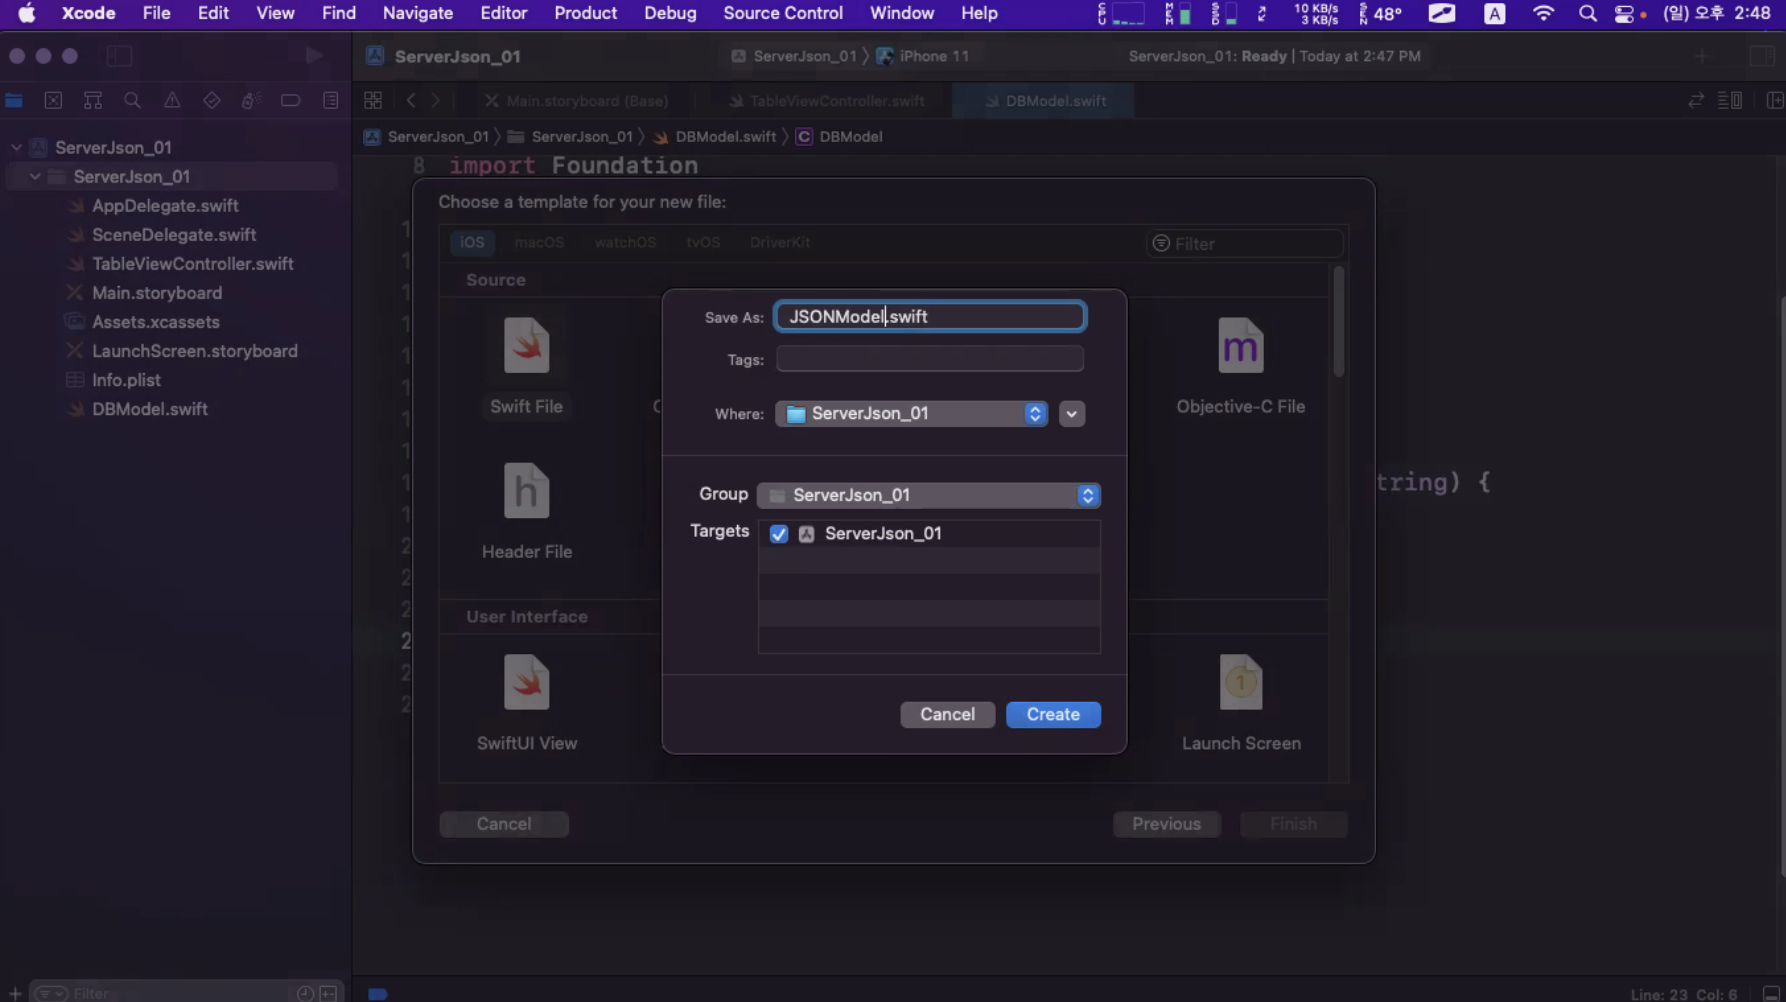 Xcode File Edit View Find Navigate Editor Product Debug Source Control Window Help CPU MEM SSD 10 KB/s 3 KB/s SEN 48° A (일) 오후 2:48
ServerJson_01 ServerJson_01 〉 iPhone 11 ServerJson_01: Ready | Today at 2:47 PM
Main.storyboard (Base) TableViewController.swift DBModel.swift
ServerJson_01 〉 ServerJson_01 〉 DBModel.swift 〉 C DBModel
ServerJson_01
ServerJson_01
AppDelegate.swift
SceneDelegate.swift
TableViewController.swift
Main.storyboard
Assets.xcassets
LaunchScreen.storyboard
Info.plist
DBModel.swift
Filter
8 import Foundation
Choose a template for your new file:
iOS macOS watchOS tvOS DriverKit Filter
Source
Swift File
Objective-C File
Header File
User Interface
SwiftUI View
Launch Screen
Cancel Previous Finish
Save As: JSONModel.swift
Tags:
Where: ServerJson_01
Group ServerJson_01
Targets ServerJson_01
Cancel Create
tring) {
Line: 23 Col: 6